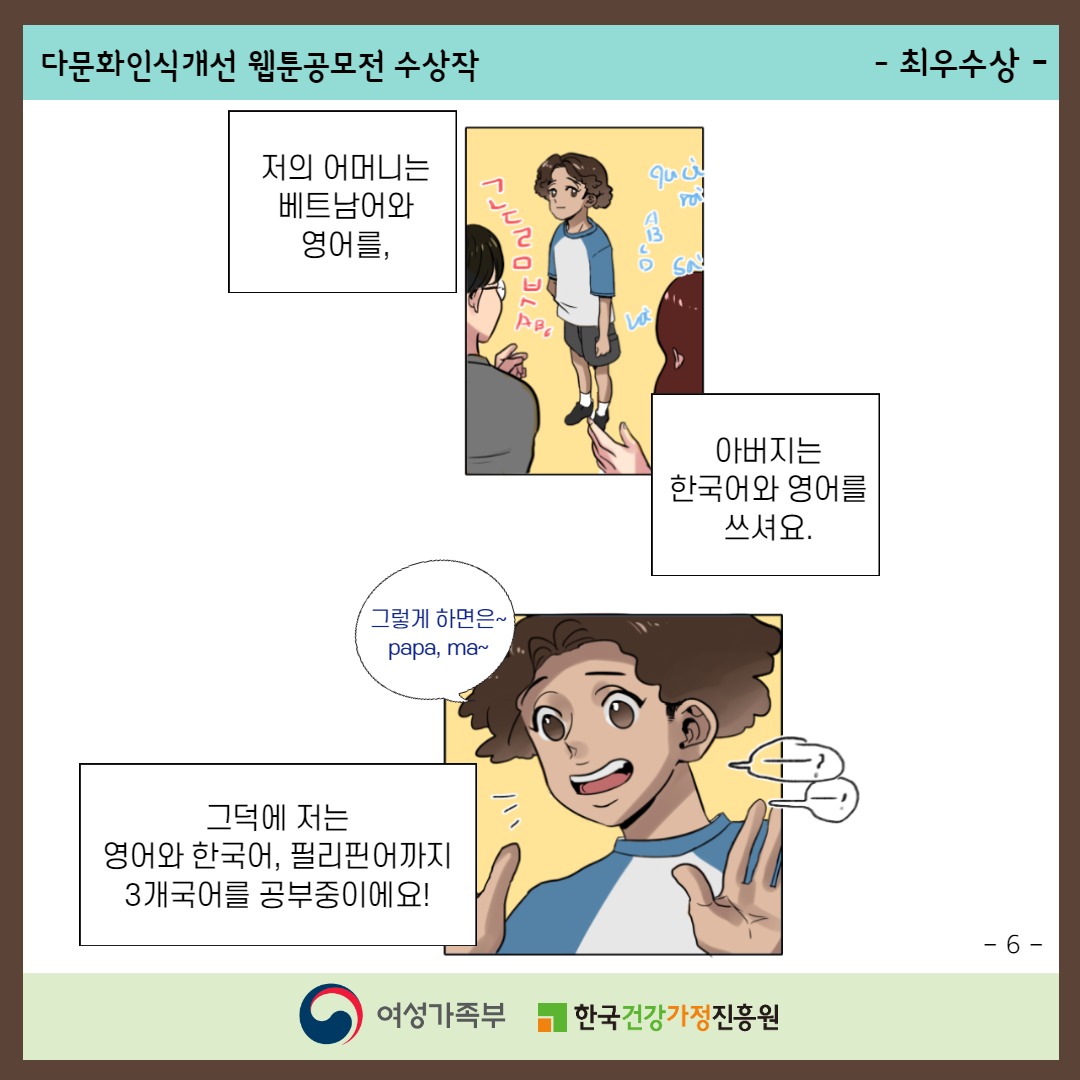 다문화인식개선 웹툰공모전 수상작
- 최우수상 -
저의 어머니는
베트남어와
영어를,
ㄱ
ㄴ
ㄷ
ㄹ
ㅁ
ㅂ
ㅅ
AB
A
B
C
D
아버지는
한국어와 영어를
쓰셔요.
그렇게 하면은~
papa, ma~
그덕에 저는
영어와 한국어, 필리핀어까지
3개국어를 공부중이에요!
- 6 -
여성가족부
한국건강가정진흥원